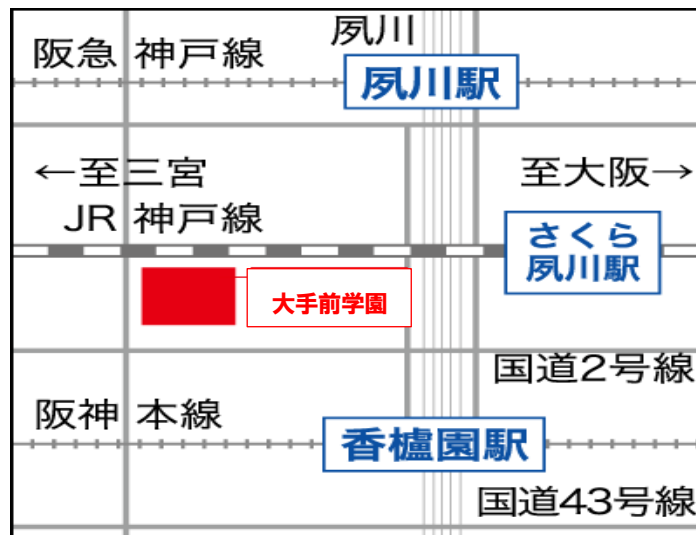 夙川
阪急 神戸線
夙川駅
←至三宮
至大阪→
JR 神戸線
さくら
夙川駅
大手前学園
国道2号線
阪神 本線
香櫨園駅
国道43号線